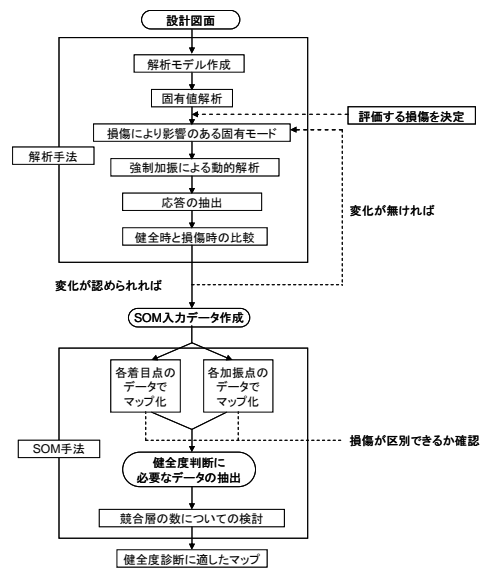 設計図面
解析モデル作成
固有値解析
評価する損傷を決定
損傷により影響のある固有モード
解析手法
強制加振による動的解析
応答の抽出
変化が無ければ
健全時と損傷時の比較
変化が認められれば
SOM入力データ作成
各着目点の
データで
マップ化
各加振点の
データで
マップ化
損傷が区別できるか確認
SOM手法
健全度判断に
必要なデータの抽出
競合層の数についての検討
健全度診断に適したマップ